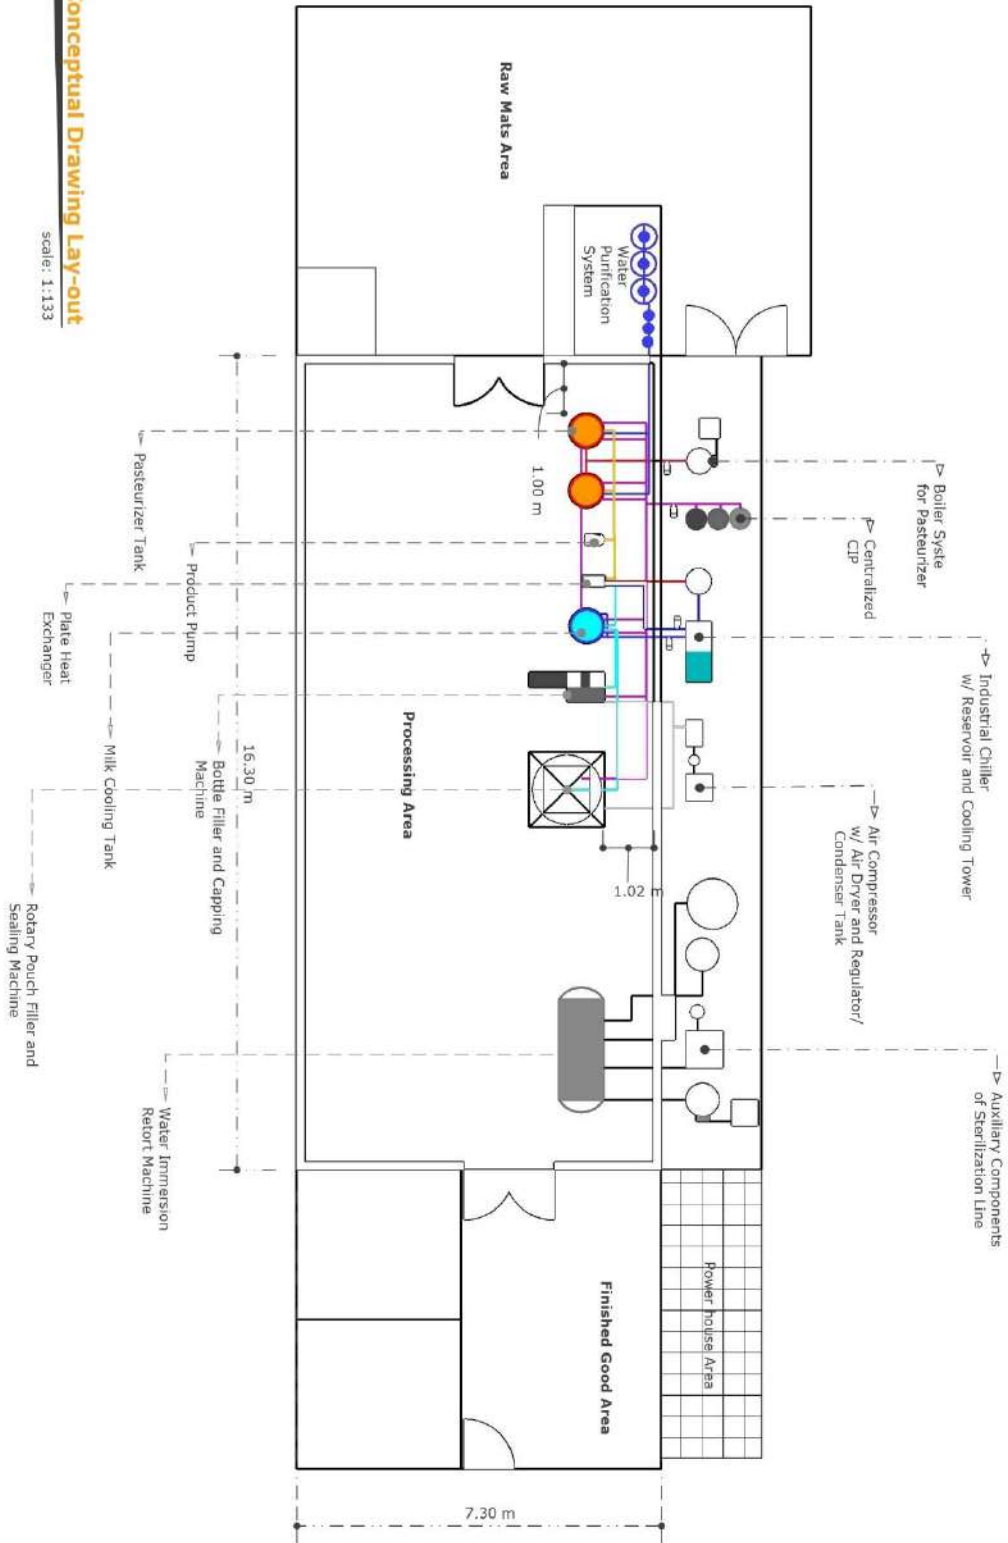 Conceptual Drawing Lay-out
scale: 1:133
Raw Mats Area
Water
Purification
System
Boiler Syste
for Pasteurizer
Centralized
CIP
Industrial Chiller
w/ Reservoir and Cooling Tower
Air Compressor
w/ Air Dryer and Regulator/
Condenser Tank
Auxiliary Components
of Sterilization Line
1.00 m
1.02 m
Processing Area
16.30 m
Pasteurizer Tank
Product Pump
Plate Heat
Exchanger
Milk Cooling Tank
Bottle Filler and Capping
Machine
Rotary Pouch Filler and
Sealing Machine
Water Immersion
Retort Machine
Power house Area
Finished Good Area
7.30 m